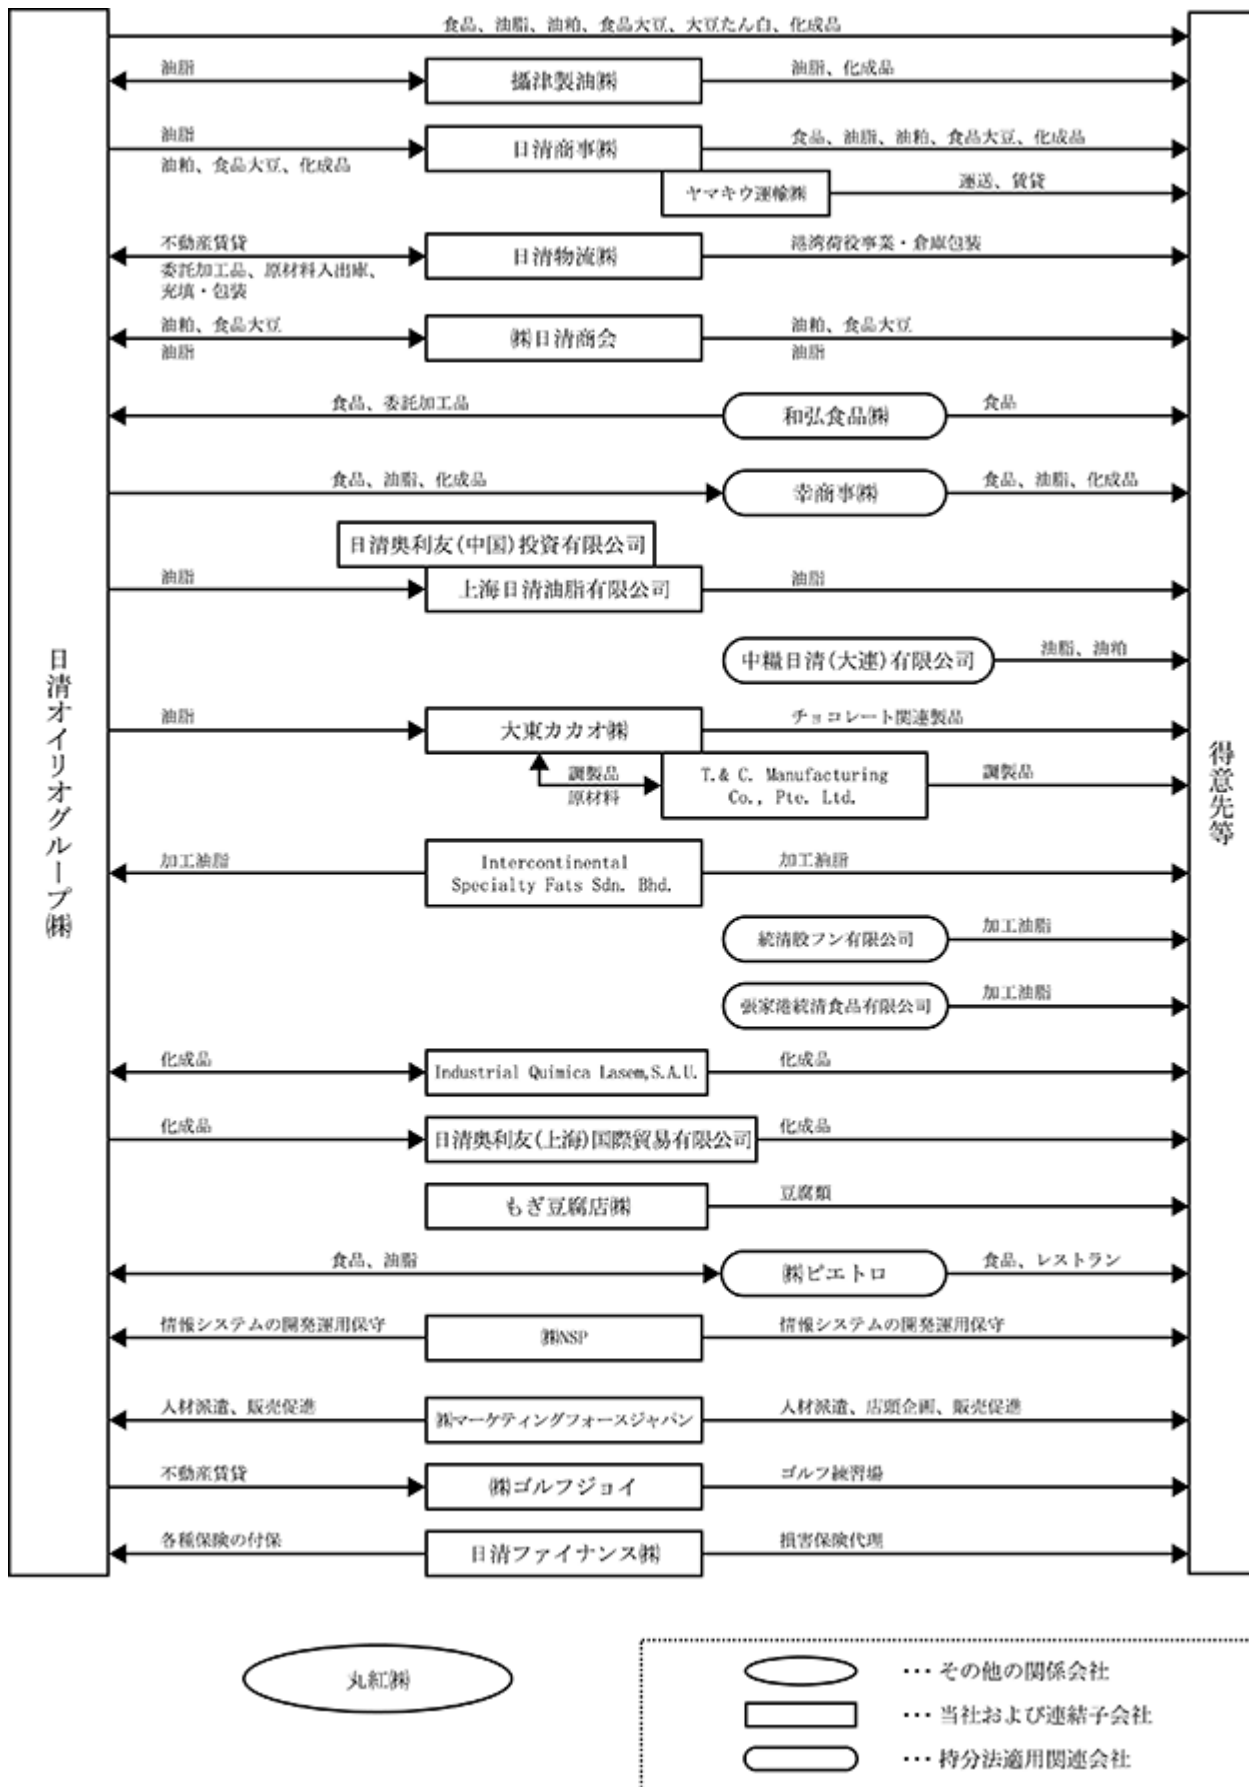 食品、油脂、油粕、食品大豆、大豆たん白、化成品
油脂
攝津製油㈱
油脂、化成品
油脂
油粕、食品大豆、化成品
日清商事㈱
食品、油脂、油粕、食品大豆、化成品
ヤマキウ運輸㈱
運送、賃貸
不動産賃貸
委託加工品、原材料入出庫、
充填・包装
日清物流㈱
港湾荷役事業・倉庫包装
油粕、食品大豆
油脂
㈱日清商会
油粕、食品大豆
油脂
食品、委託加工品
和弘食品㈱
食品
食品、油脂、化成品
幸商事㈱
食品、油脂、化成品
日清奥利友(中国)投資有限公司
油脂
上海日清油脂有限公司
油脂
中糧日清(大連)有限公司
油脂、油粕
日清オイリオグループ㈱
得意先等
油脂
大東カカオ㈱
チョコレート関連製品
調製品
原材料
T.& C. Manufacturing
Co., Pte. Ltd.
調製品
加工油脂
Intercontinental
Specialty Fats Sdn. Bhd.
加工油脂
統清股フン有限公司
加工油脂
張家港統清食品有限公司
加工油脂
化成品
Industrial Quimica Lasem,S.A.U.
化成品
化成品
日清奥利友(上海)国際貿易有限公司
化成品
もぎ豆腐店㈱
豆腐類
食品、油脂
㈱ピエトロ
食品、レストラン
情報システムの開発運用保守
㈱NSP
情報システムの開発運用保守
人材派遣、販売促進
㈱マーケティングフォースジャパン
人材派遣、店頭企画、販売促進
不動産賃貸
㈱ゴルフジョイ
ゴルフ練習場
各種保険の付保
日清ファイナンス㈱
損害保険代理
丸紅㈱
…その他の関係会社
…当社および連結子会社
…持分法適用関連会社